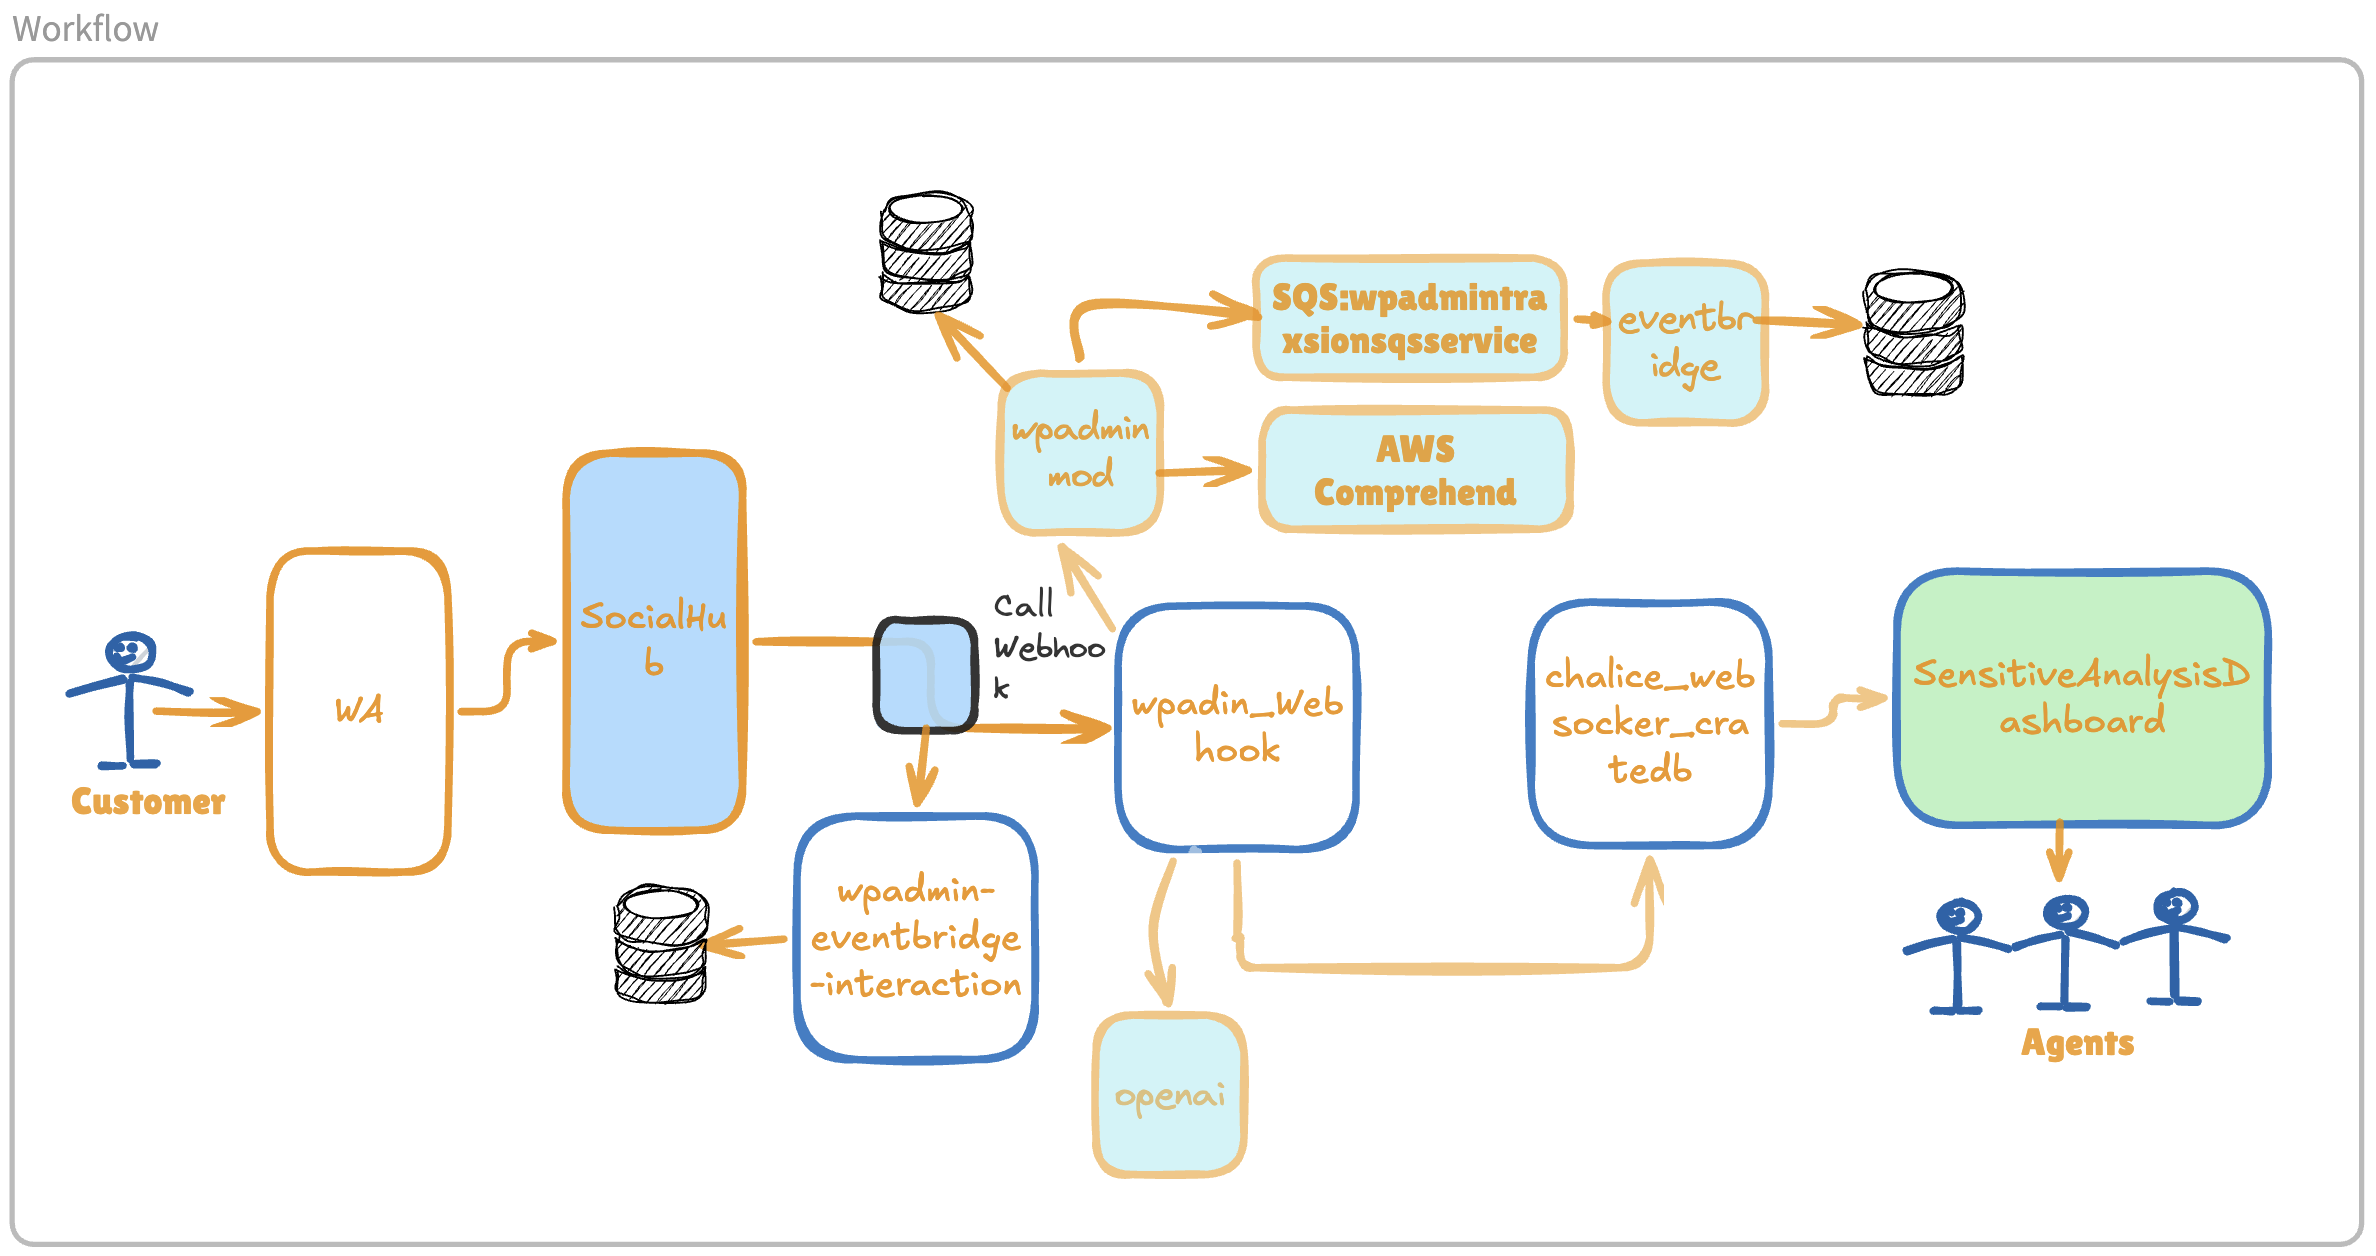 Workflow
SQS:wpadmintra
xsionsqsservice
eventbr
idge
wpadmin
mod
AWS
Comprehend
SocialHu
b
Call
Webhoo
k
WA
wpadin_Web
hook
chalice_web
socker_cra
tedb
SensitiveAnalysisD
ashboard
Customer
wpadmin-
eventbridge
-interaction
openai
Agents